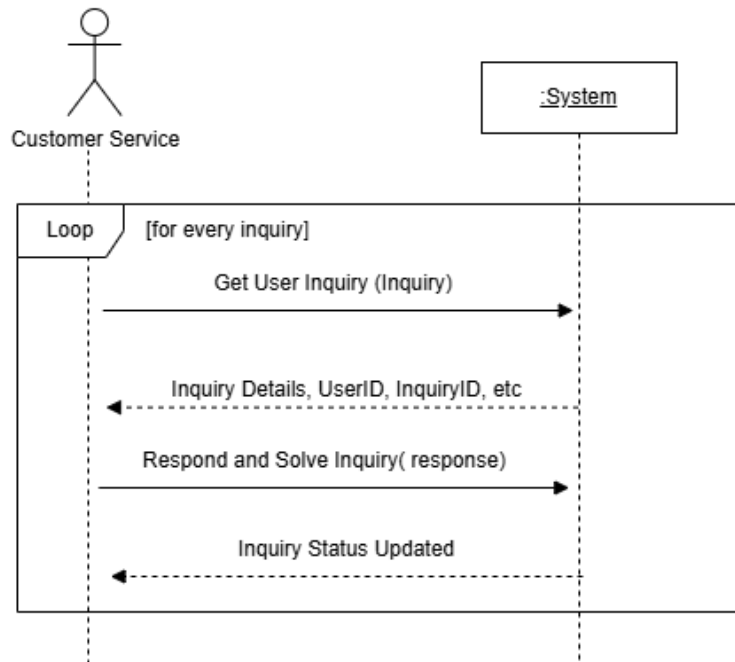 Customer Service
:System
Loop
[for every inquiry]
Get User Inquiry (Inquiry)
Inquiry Details, UserID, InquiryID, etc
Respond and Solve Inquiry( response)
Inquiry Status Updated